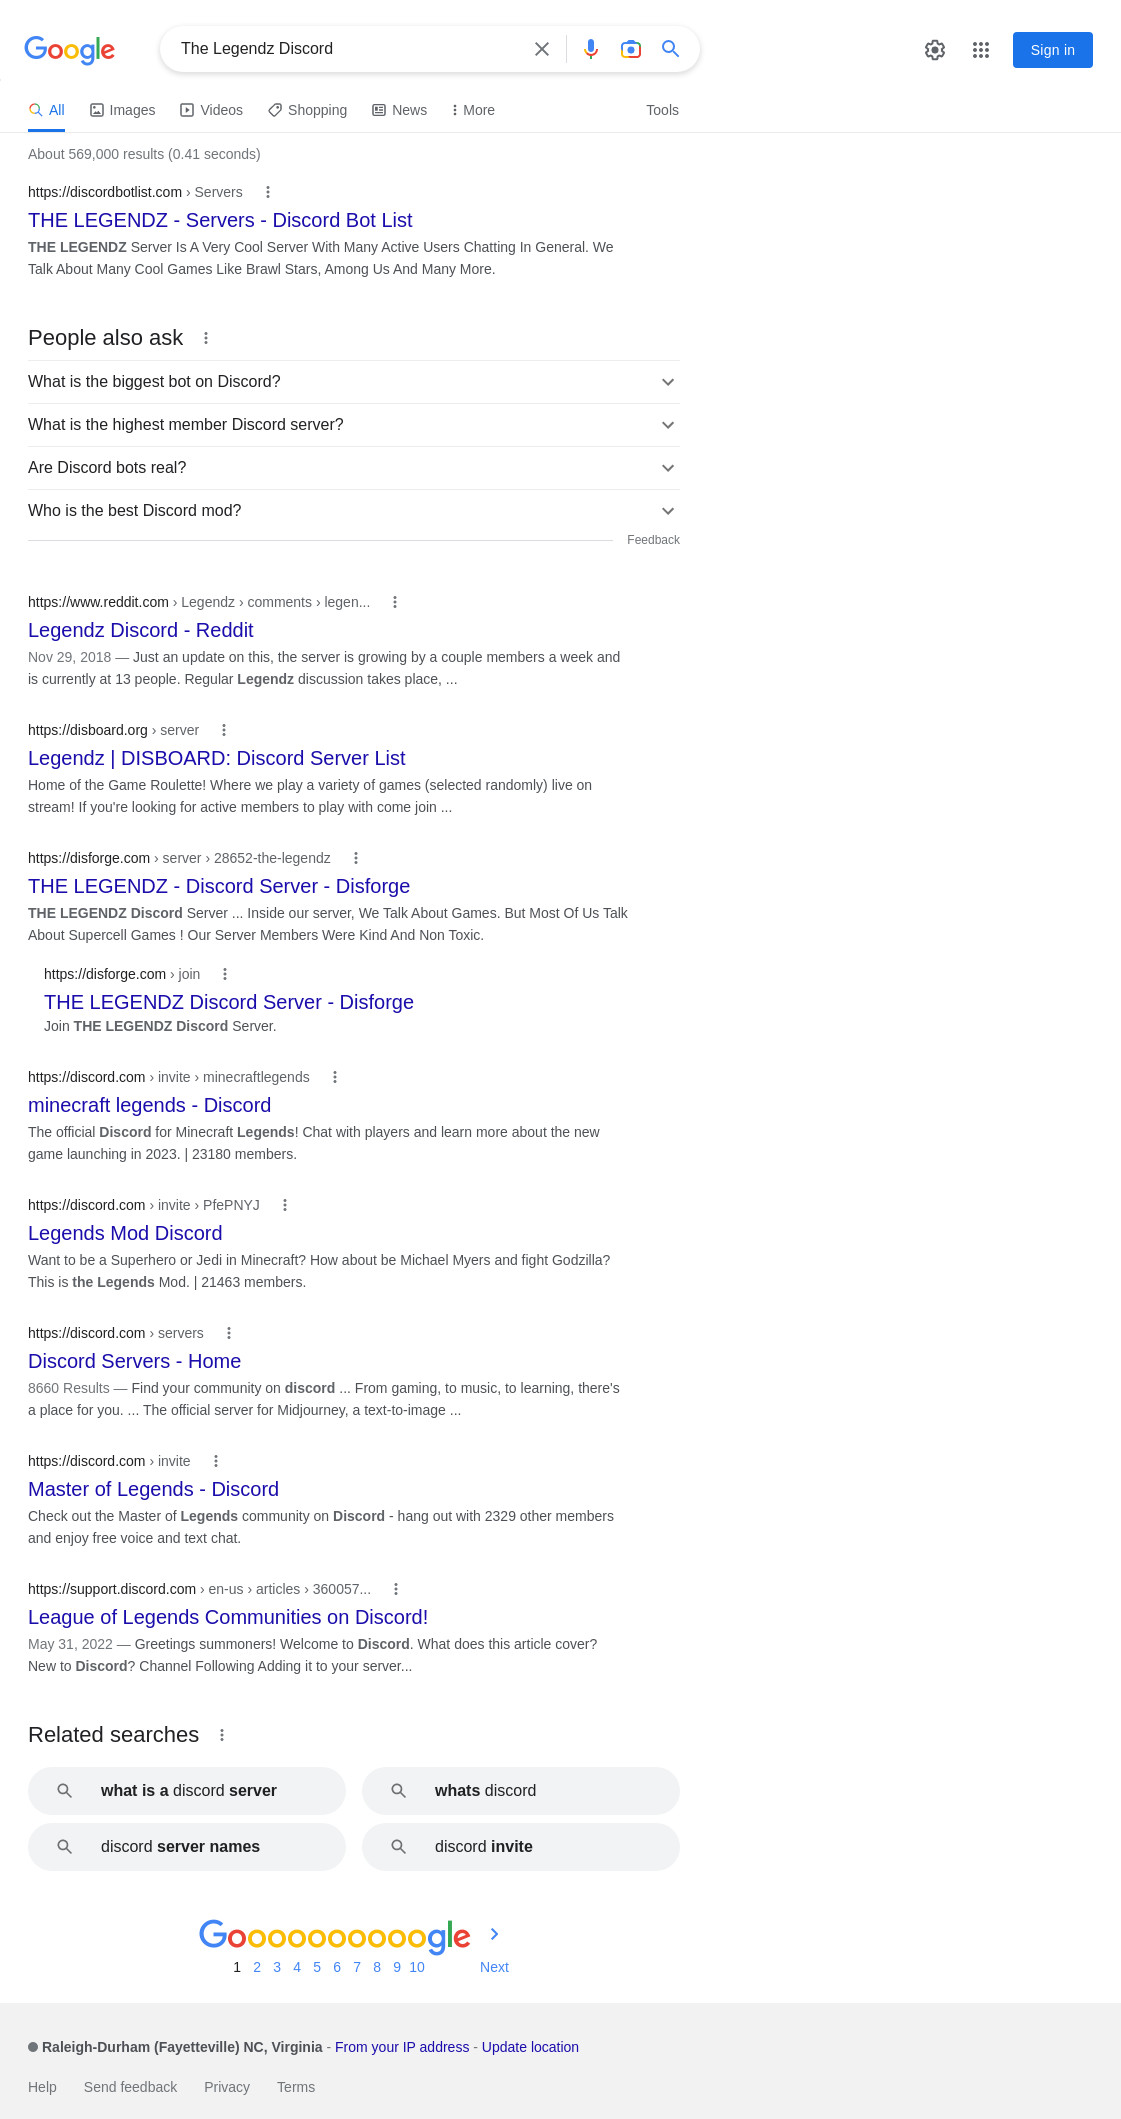 Google
The Legendz Discord
Sign in
All
Images
Videos
Shopping
News
More
Tools
About 569,000 results (0.41 seconds)
https://discordbotlist.com › Servers
THE LEGENDZ - Servers - Discord Bot List
THE LEGENDZ Server Is A Very Cool Server With Many Active Users Chatting In General. We
Talk About Many Cool Games Like Brawl Stars, Among Us And Many More.
People also ask
What is the biggest bot on Discord?
What is the highest member Discord server?
Are Discord bots real?
Who is the best Discord mod?
Feedback
https://www.reddit.com › Legendz › comments › legen...
Legendz Discord - Reddit
Nov 29, 2018 — Just an update on this, the server is growing by a couple members a week and
is currently at 13 people. Regular Legendz discussion takes place, ...
https://disboard.org › server
Legendz | DISBOARD: Discord Server List
Home of the Game Roulette! Where we play a variety of games (selected randomly) live on
stream! If you're looking for active members to play with come join ...
https://disforge.com › server › 28652-the-legendz
THE LEGENDZ - Discord Server - Disforge
THE LEGENDZ Discord Server ... Inside our server, We Talk About Games. But Most Of Us Talk
About Supercell Games ! Our Server Members Were Kind And Non Toxic.
https://disforge.com › join
THE LEGENDZ Discord Server - Disforge
Join THE LEGENDZ Discord Server.
https://discord.com › invite › minecraftlegends
minecraft legends - Discord
The official Discord for Minecraft Legends! Chat with players and learn more about the new
game launching in 2023. | 23180 members.
https://discord.com › invite › PfePNYJ
Legends Mod Discord
Want to be a Superhero or Jedi in Minecraft? How about be Michael Myers and fight Godzilla?
This is the Legends Mod. | 21463 members.
https://discord.com › servers
Discord Servers - Home
8660 Results — Find your community on discord ... From gaming, to music, to learning, there's
a place for you. ... The official server for Midjourney, a text-to-image ...
https://discord.com › invite
Master of Legends - Discord
Check out the Master of Legends community on Discord - hang out with 2329 other members
and enjoy free voice and text chat.
https://support.discord.com › en-us › articles › 360057...
League of Legends Communities on Discord!
May 31, 2022 — Greetings summoners! Welcome to Discord. What does this article cover?
New to Discord? Channel Following Adding it to your server...
Related searches
what is a discord server
whats discord
discord server names
discord invite
Goooooooooogle
1 2 3 4 5 6 7 8 9 10 Next
Raleigh-Durham (Fayetteville) NC, Virginia - From your IP address - Update location
Help Send feedback Privacy Terms